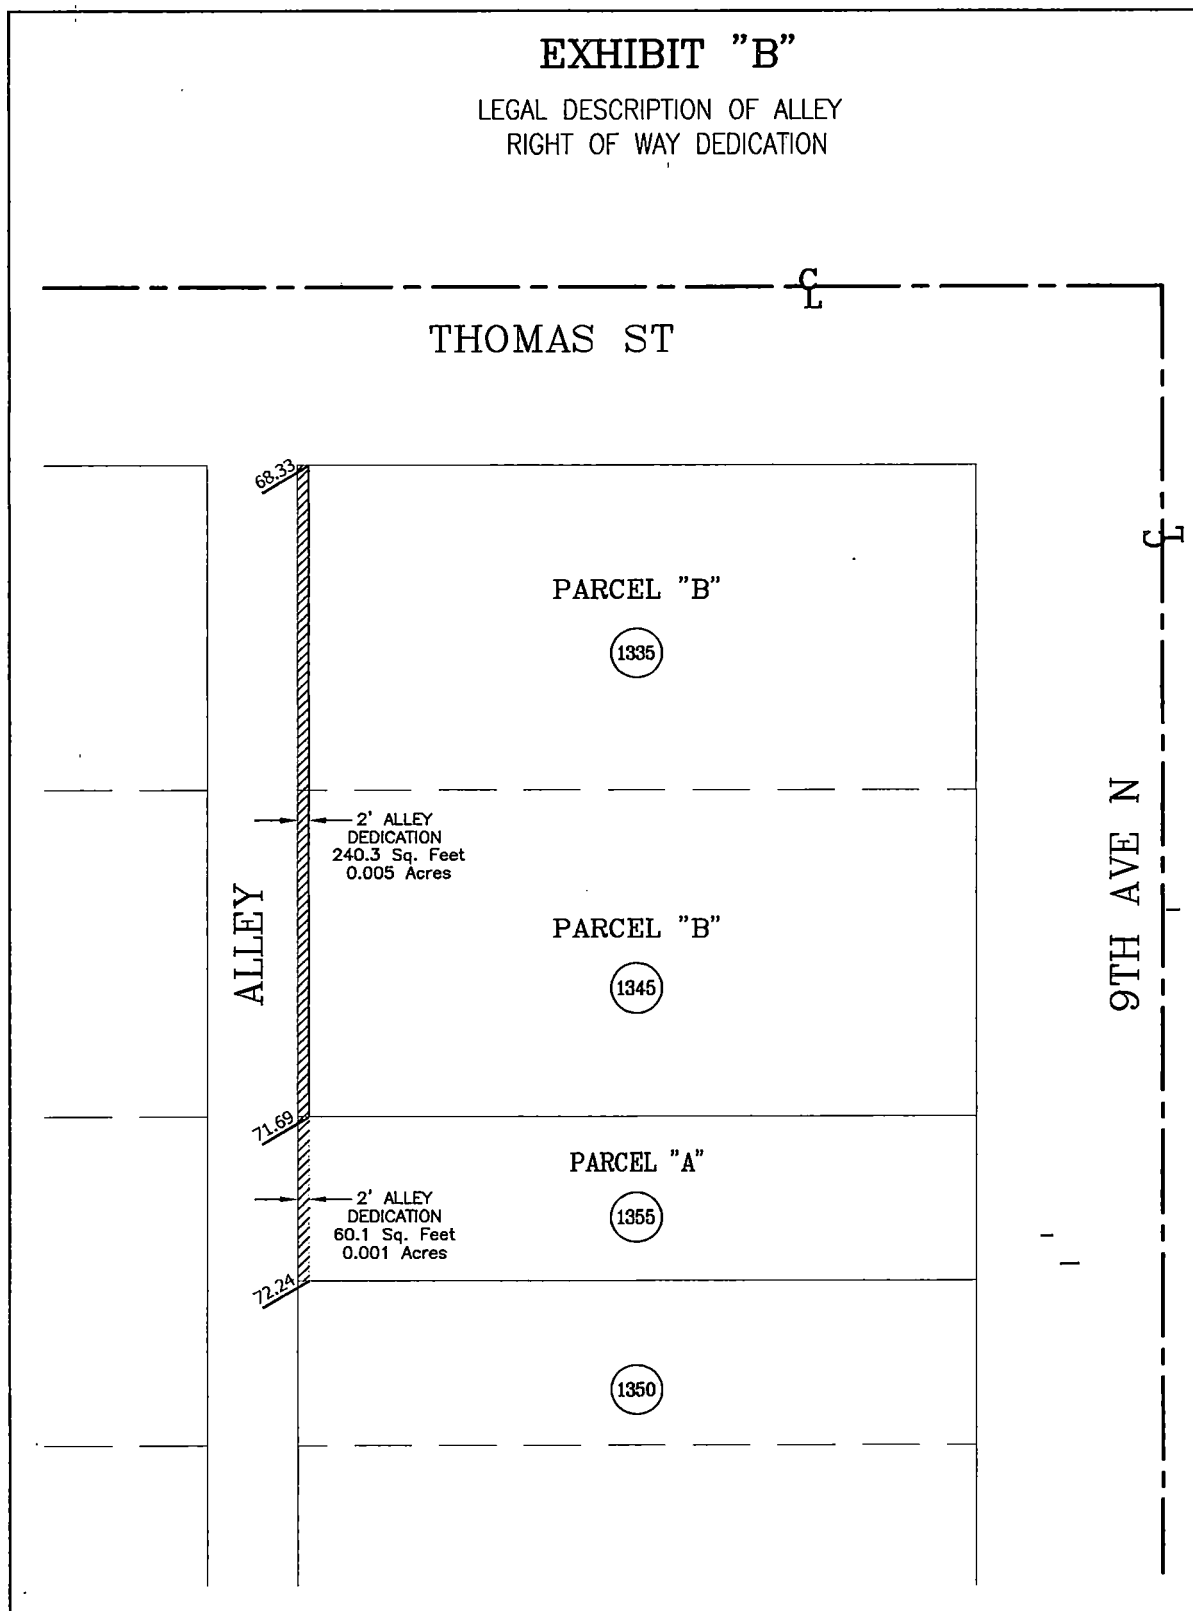 EXHIBIT "B"
LEGAL DESCRIPTION OF ALLEY
RIGHT OF WAY DEDICATION
CL
THOMAS ST
68.33
CL
PARCEL "B"
1335
2' ALLEY
DEDICATION
240.3 Sq. Feet
0.005 Acres
9TH AVE N
ALLEY
PARCEL "B"
1345
71.69
PARCEL "A"
1355
2' ALLEY
DEDICATION
60.1 Sq. Feet
0.001 Acres
72.24
1350